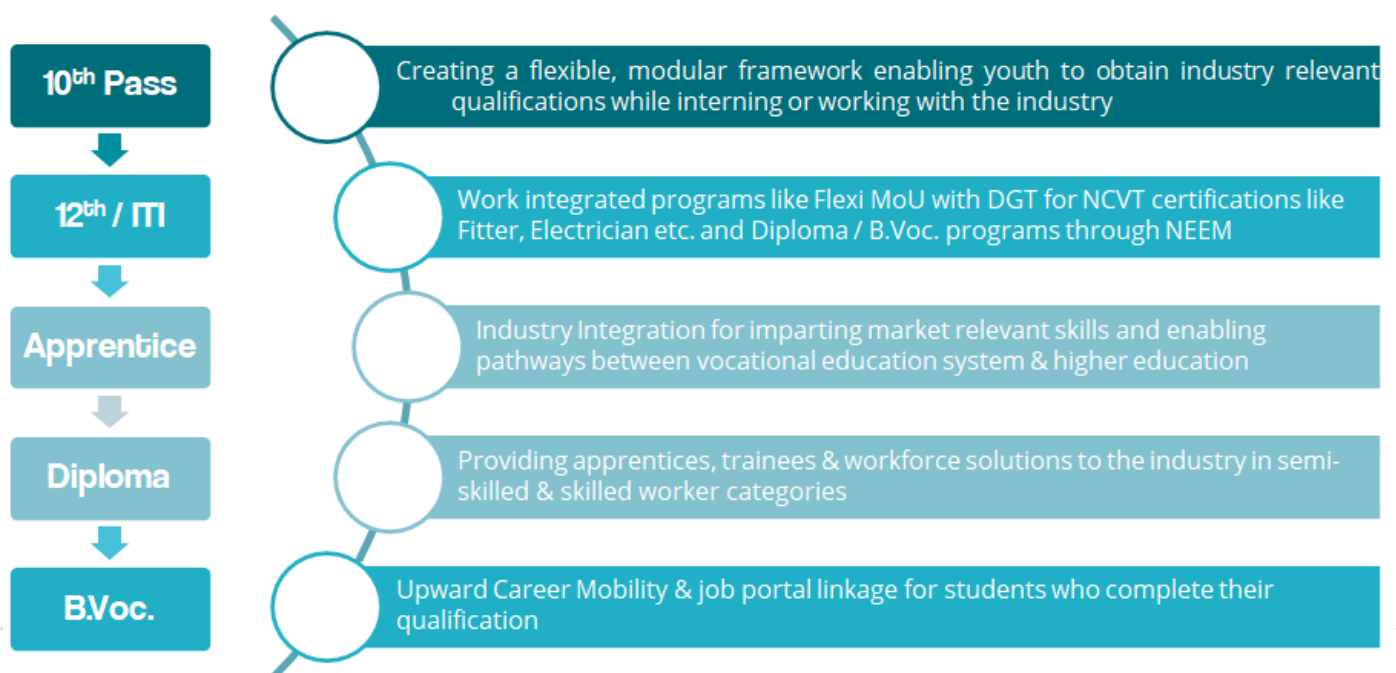 10th Pass
Creating a flexible, modular framework enabling youth to obtain industry relevant
qualifications while interning or working with the industry
12th / ITI
Work integrated programs like Flexi MoU with DGT for NCVT certifications like
Fitter, Electrician etc. and Diploma / B.Voc. programs through NEEM
Apprentice
Industry Integration for imparting market relevant skills and enabling
pathways between vocational education system & higher education
Diploma
Providing apprentices, trainees & workforce solutions to the industry in semi-
skilled & skilled worker categories
B.Voc.
Upward Career Mobility & job portal linkage for students who complete their
qualification